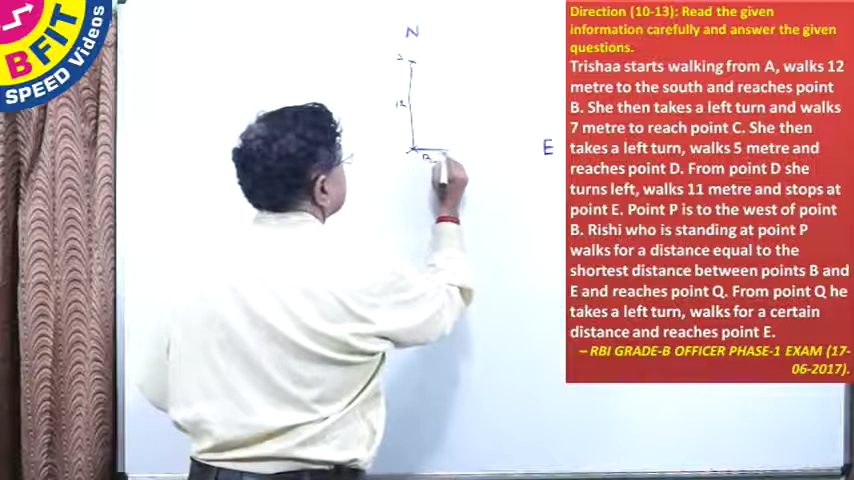 BFIT
SPEED Videos
N
12
E
Direction (10-13): Read the given
information carefully and answer the given
questions.
Trishaa starts walking from A, walks 12
metre to the south and reaches point
B. She then takes a left turn and walks
7 metre to reach point C. She then
takes a left turn, walks 5 metre and
reaches point D. From point D she
turns left, walks 11 metre and stops at
point E. Point P is to the west of point
B. Rishi who is standing at point P
walks for a distance equal to the
shortest distance between points B and
E and reaches point Q. From point Q he
takes a left turn, walks for a certain
distance and reaches point E.
– RBI GRADE-B OFFICER PHASE-1 EXAM (17-
06-2017).